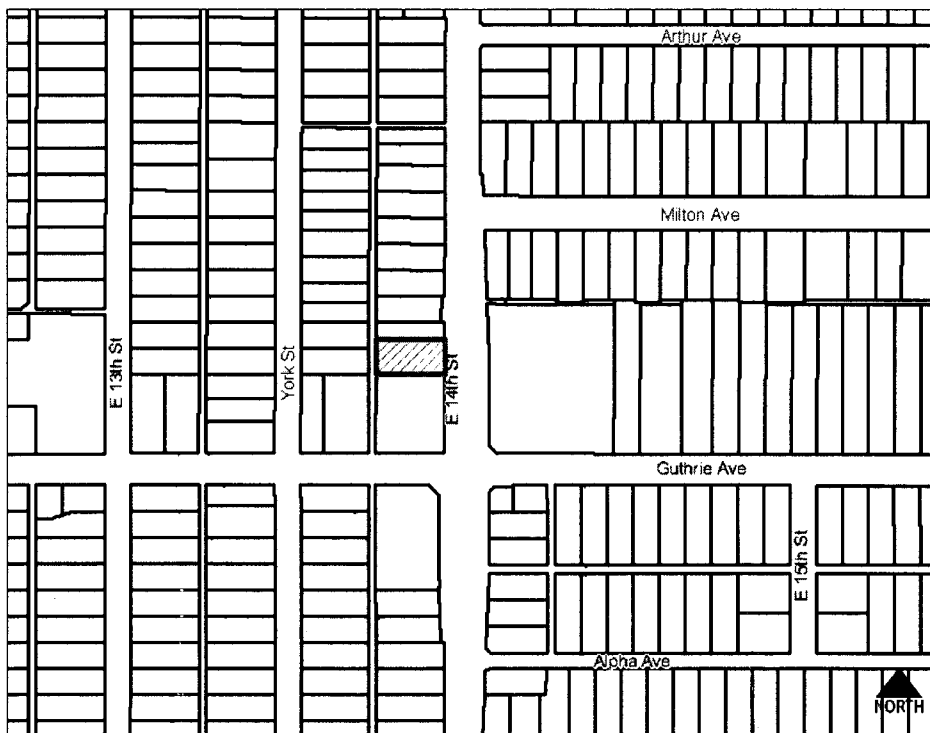 Arthur Ave
Milton Ave
E 13th St
York St
E 14th St
Guthrie Ave
E 15th St
Alpha Ave
NORTH